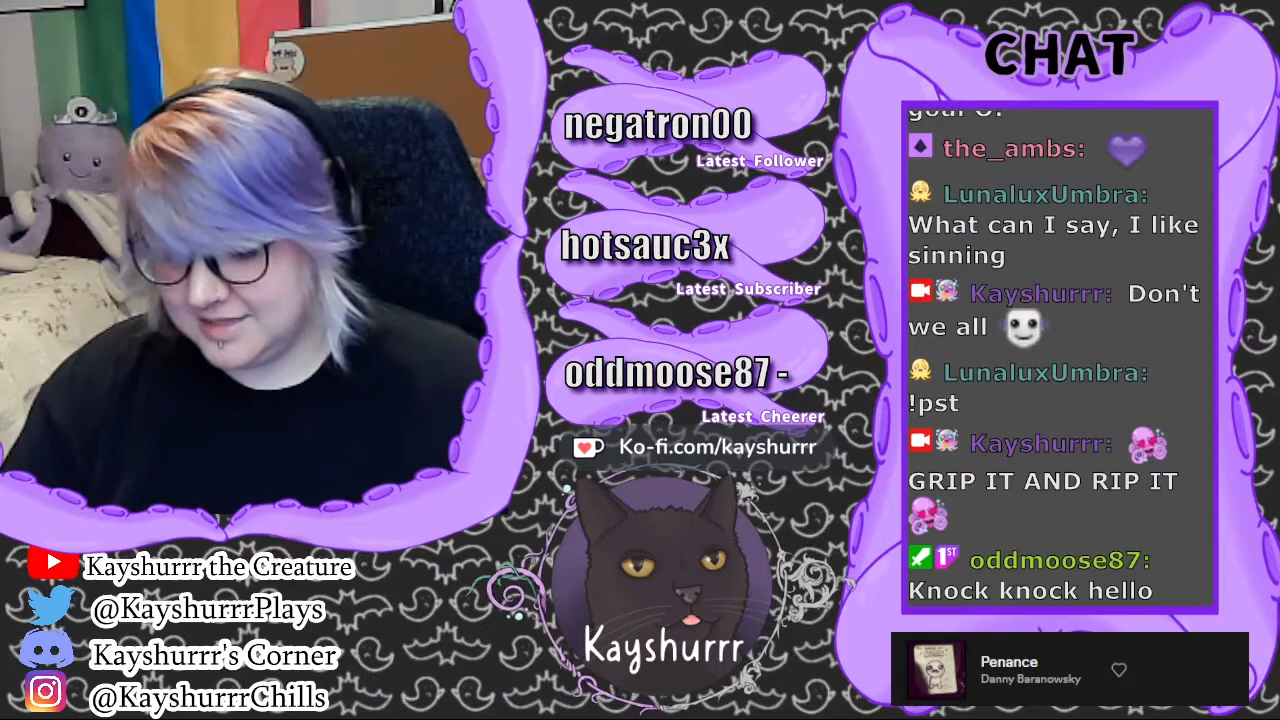 negatron00
Latest Follower
hotsauc3x
Latest Subscriber
oddmoose87 -
Latest Cheerer
Ko-fi.com/kayshurrr
Kayshurrr
Kayshurrr the Creature
@KayshurrrPlays
Kayshurrr's Corner
@KayshurrrChills
CHAT
the_ambs:
LunaluxUmbra:
What can I say, I like
sinning
Kayshurrr: Don't
we all
LunaluxUmbra:
!pst
Kayshurrr:
GRIP IT AND RIP IT
1ST oddmoose87:
Knock knock hello
Penance
Danny Baranowsky